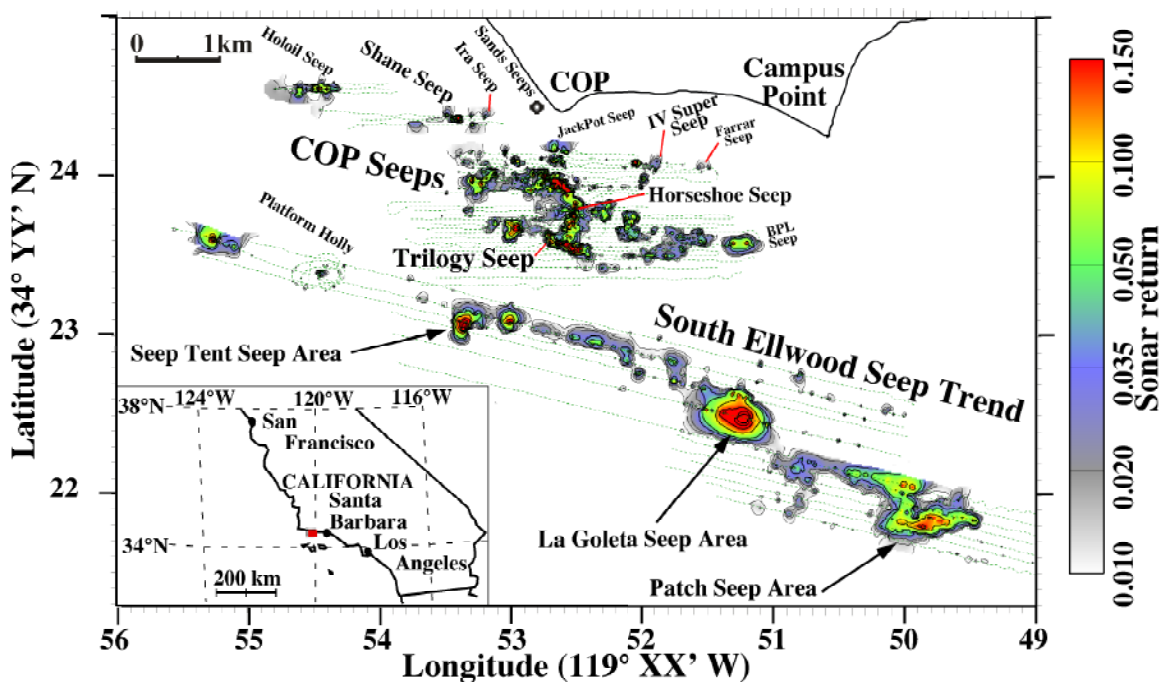 0 1km
Holoil Seep
Shane Seep
Ira Seep
Sands Seeps
COP
Campus
Point
JackPot Seep
IV Super
Seep
Farrar
Seep
COP Seeps
Horseshoe Seep
Platform Holly
Trilogy Seep
BPL
Seep
Seep Tent Seep Area
South Ellwood Seep Trend
La Goleta Seep Area
Patch Seep Area
124°W 120°W 116°W
38°N
San
Francisco
CALIFORNIA
Santa
Barbara
34°N
Los
Angeles
200 km
Latitude (34° YY' N)
24
23
22
56 55 54 53 52 51 50 49
Longitude (119° XX' W)
0.150
0.100
0.050
0.035
0.020
0.010
Sonar return